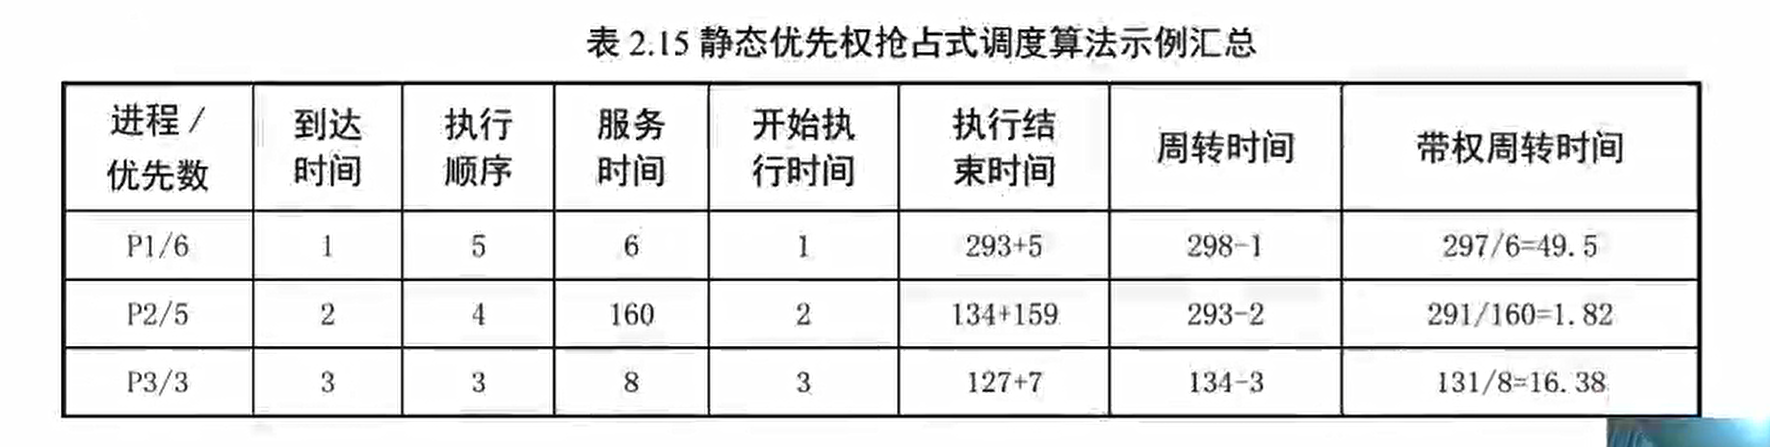 表 2.15 静态优先权抢占式调度算法示例汇总
进程 / 优先数 到达时间 执行顺序 服务时间 开始执行时间 执行结束时间 周转时间 带权周转时间
P1/6 1 5 6 1 293+5 298-1 297/6=49.5
P2/5 2 4 160 2 134+159 293-2 291/160=1.82
P3/3 3 3 8 3 127+7 134-3 131/8=16.38